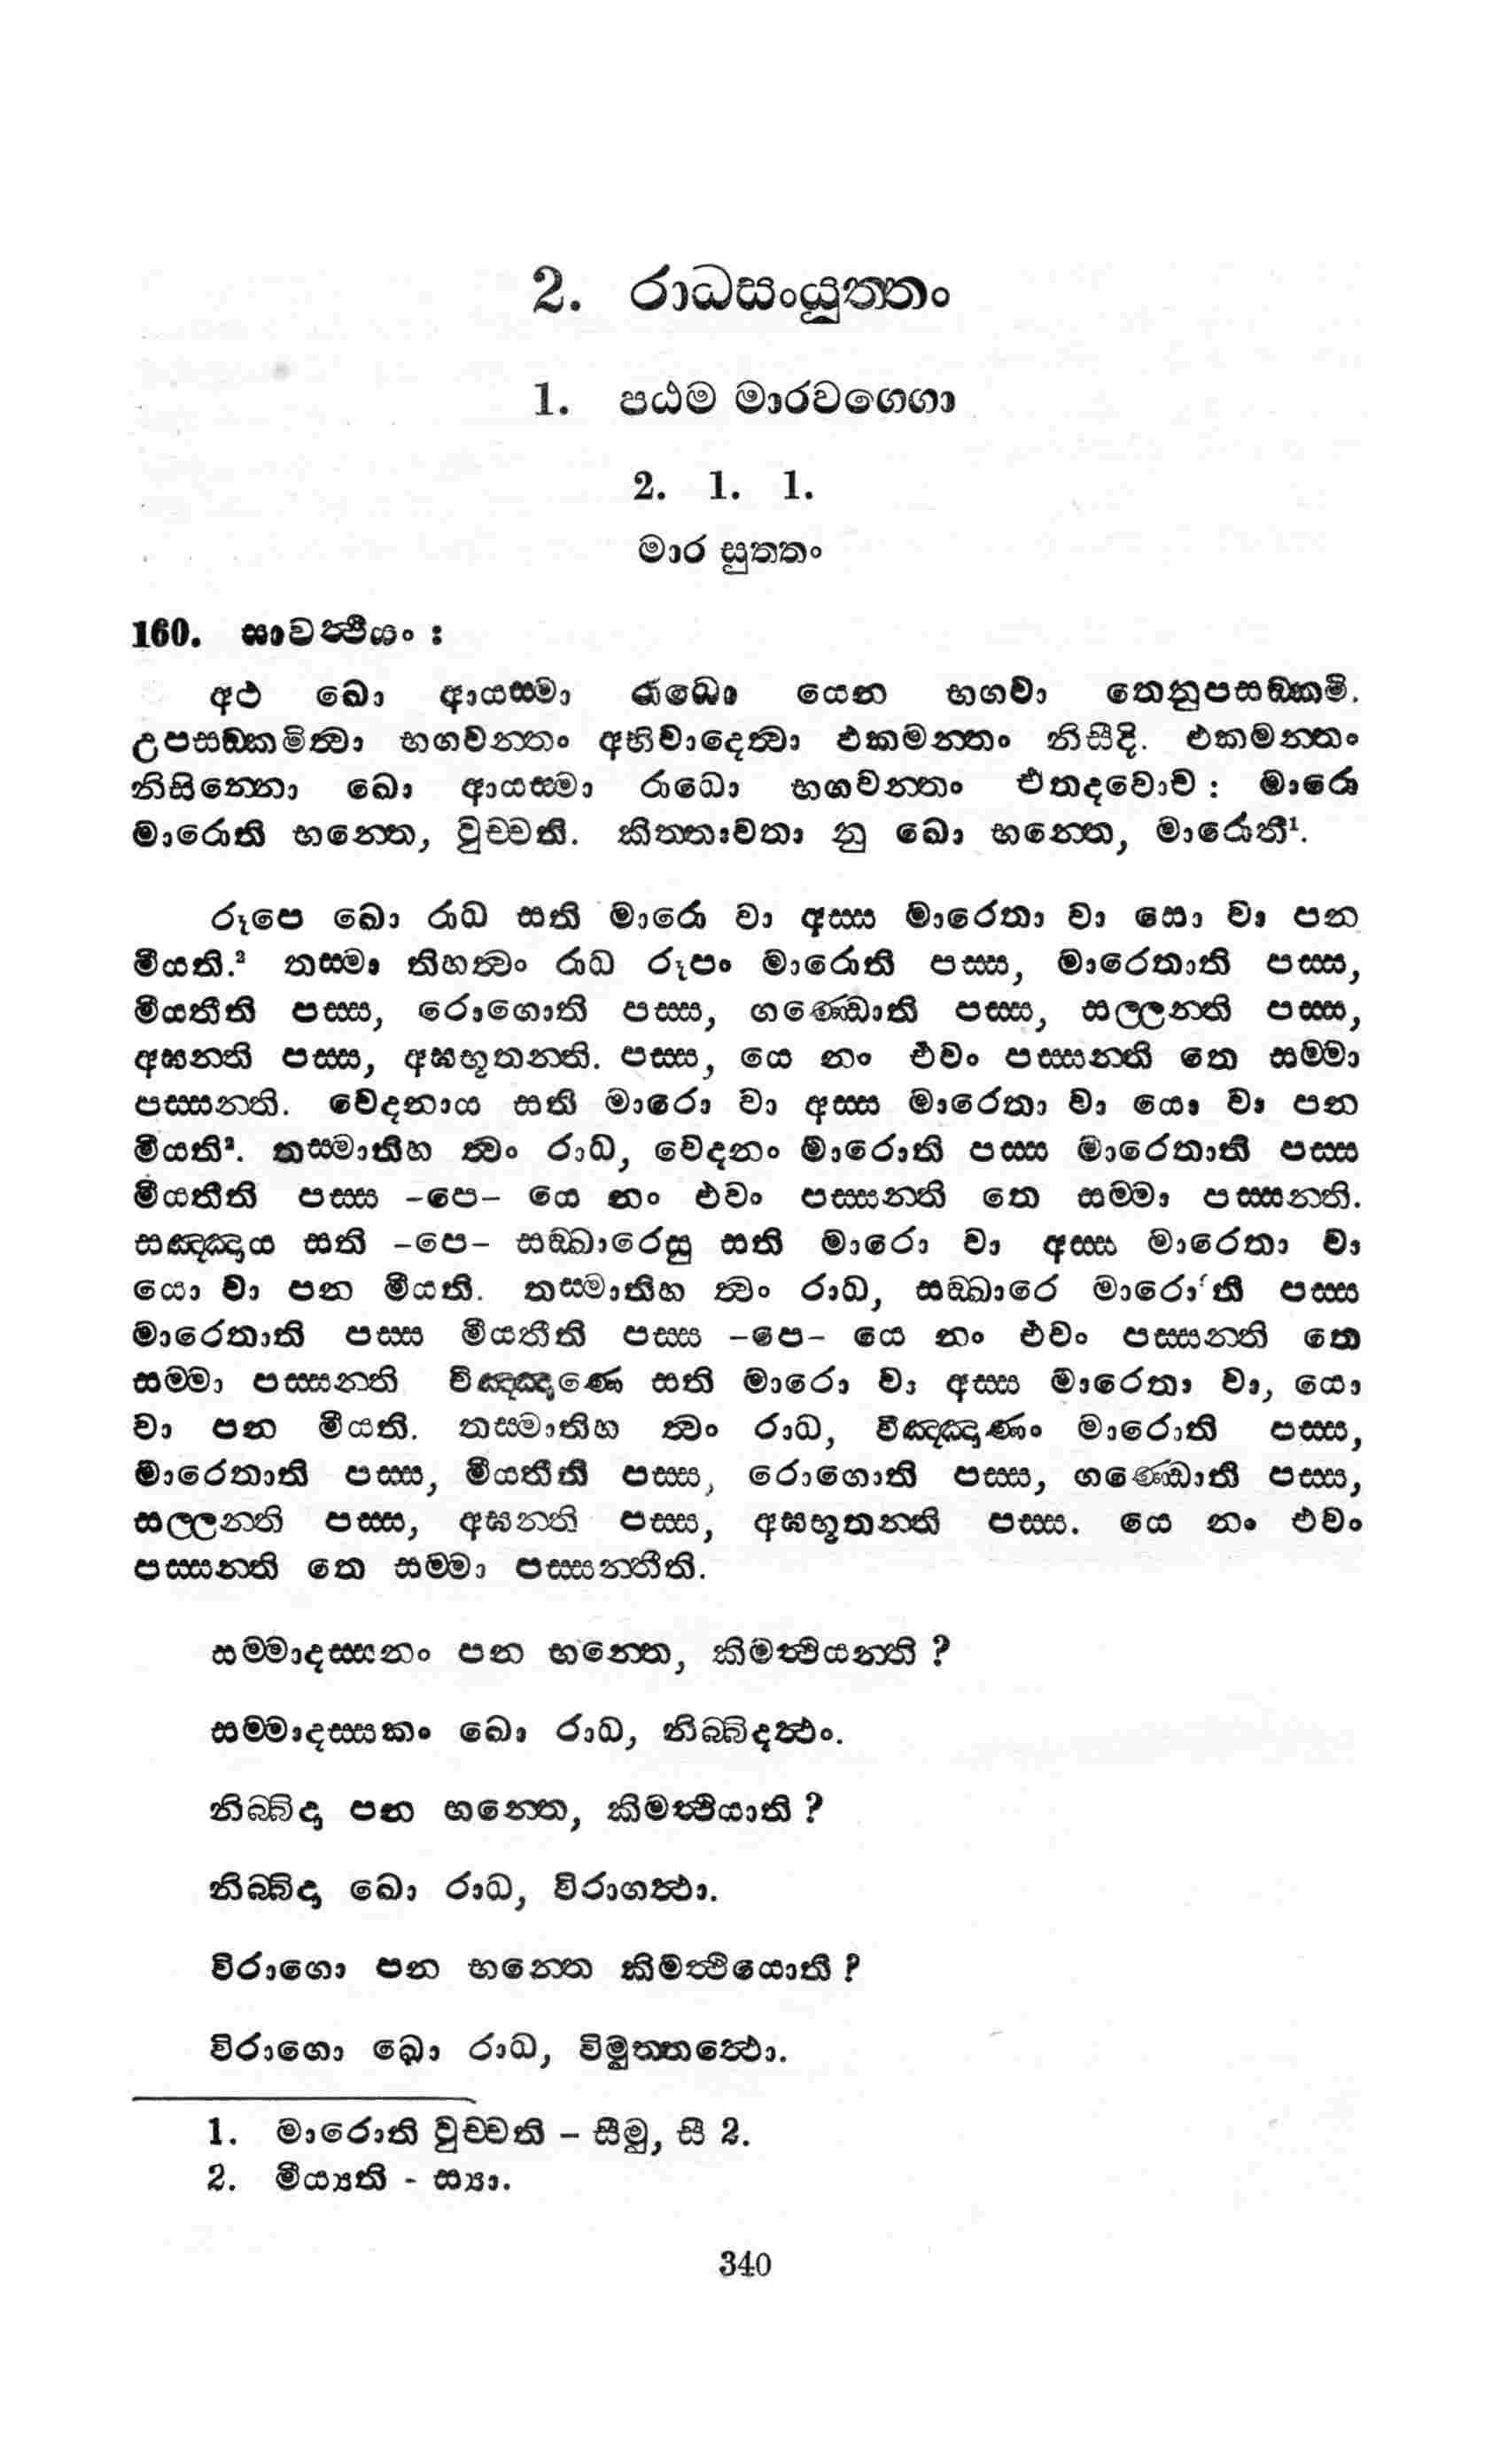 2. රාධසංයුත්තං
1. පඨම මාරවග්ගො
2. 1. 1.
මාර සුත්තං
160. සාවත්ථියං :
අථ ඛො ආයස්මා රාධො යෙන භගවා තෙනුපසඞ්කමි.
උපසඞ්කමිත්වා භගවන්තං අභිවාදෙත්වා එකමන්තං නිසීදි. එකමන්තං
නිසින්නො ඛො ආයස්මා රාධො භගවන්තං එතදවොච : මාරො
මාරොති භන්තෙ, වුච්චති. කිත්තාවතා නු ඛො භන්තෙ, මාරොති¹.
රූපෙ ඛො රාධ සති මාරො වා අස්ස මාරෙතා වා සො වා පන
මීයති.² තස්මා තිහත්වං රාධ රූපං මාරොති පස්ස, මාරෙතාති පස්ස,
මීයතීති පස්ස, රොගොති පස්ස, ගණ්ඩොති පස්ස, සල්ලන්ති පස්ස,
අඝන්ති පස්ස, අඝභූතන්ති. පස්ස, යෙ නං එවං පස්සන්ති තෙ සම්මා
පස්සන්ති. වෙදනාය සති මාරො වා අස්ස මාරෙතා වා යො වා පන
මීයති². තස්මාතිහ ත්වං රාධ, වෙදනං මාරොති පස්ස මාරෙතාති පස්ස
මීයතීති පස්ස -පෙ- යෙ නං එවං පස්සන්ති තෙ සම්මා පස්සන්ති.
සඤ්ඤාය සති -පෙ- සඞ්ඛාරෙසු සති මාරො වා අස්ස මාරෙතා වා
යො වා පන මීයති. තස්මාතිහ ත්වං රාධ, සඞ්ඛාරෙ මාරො'ති පස්ස
මාරෙතාති පස්ස මීයතීති පස්ස -පෙ- යෙ නං එවං පස්සන්ති තෙ
සම්මා පස්සන්ති විඤ්ඤාණෙ සති මාරො වා අස්ස මාරෙතා වා, යො
වා පන මීයති. තස්මාතිහ ත්වං රාධ, විඤ්ඤාණං මාරොති පස්ස,
මාරෙතාති පස්ස, මීයතීති පස්ස, රොගොති පස්ස, ගණ්ඩොති පස්ස,
සල්ලන්ති පස්ස, අඝන්ති පස්ස, අඝභූතන්ති පස්ස. යෙ නං එවං
පස්සන්ති තෙ සම්මා පස්සන්තීති.
සම්මාදස්සනං පන භන්තෙ, කිමත්ථියන්ති ?
සම්මාදස්සකං ඛො රාධ, නිබ්බිදත්ථං.
නිබ්බිදා පන භන්තෙ, කිමත්ථියාති ?
නිබ්බිදා ඛො රාධ, විරාගත්ථා.
විරාගො පන භන්තෙ කිමත්ථියොති ?
විරාගො ඛො රාධ, විමුත්තත්ථො.
1. මාරොති වුච්චති - සීමු, සී 2.
2. මීය්‍යති - ස්‍යා.
340